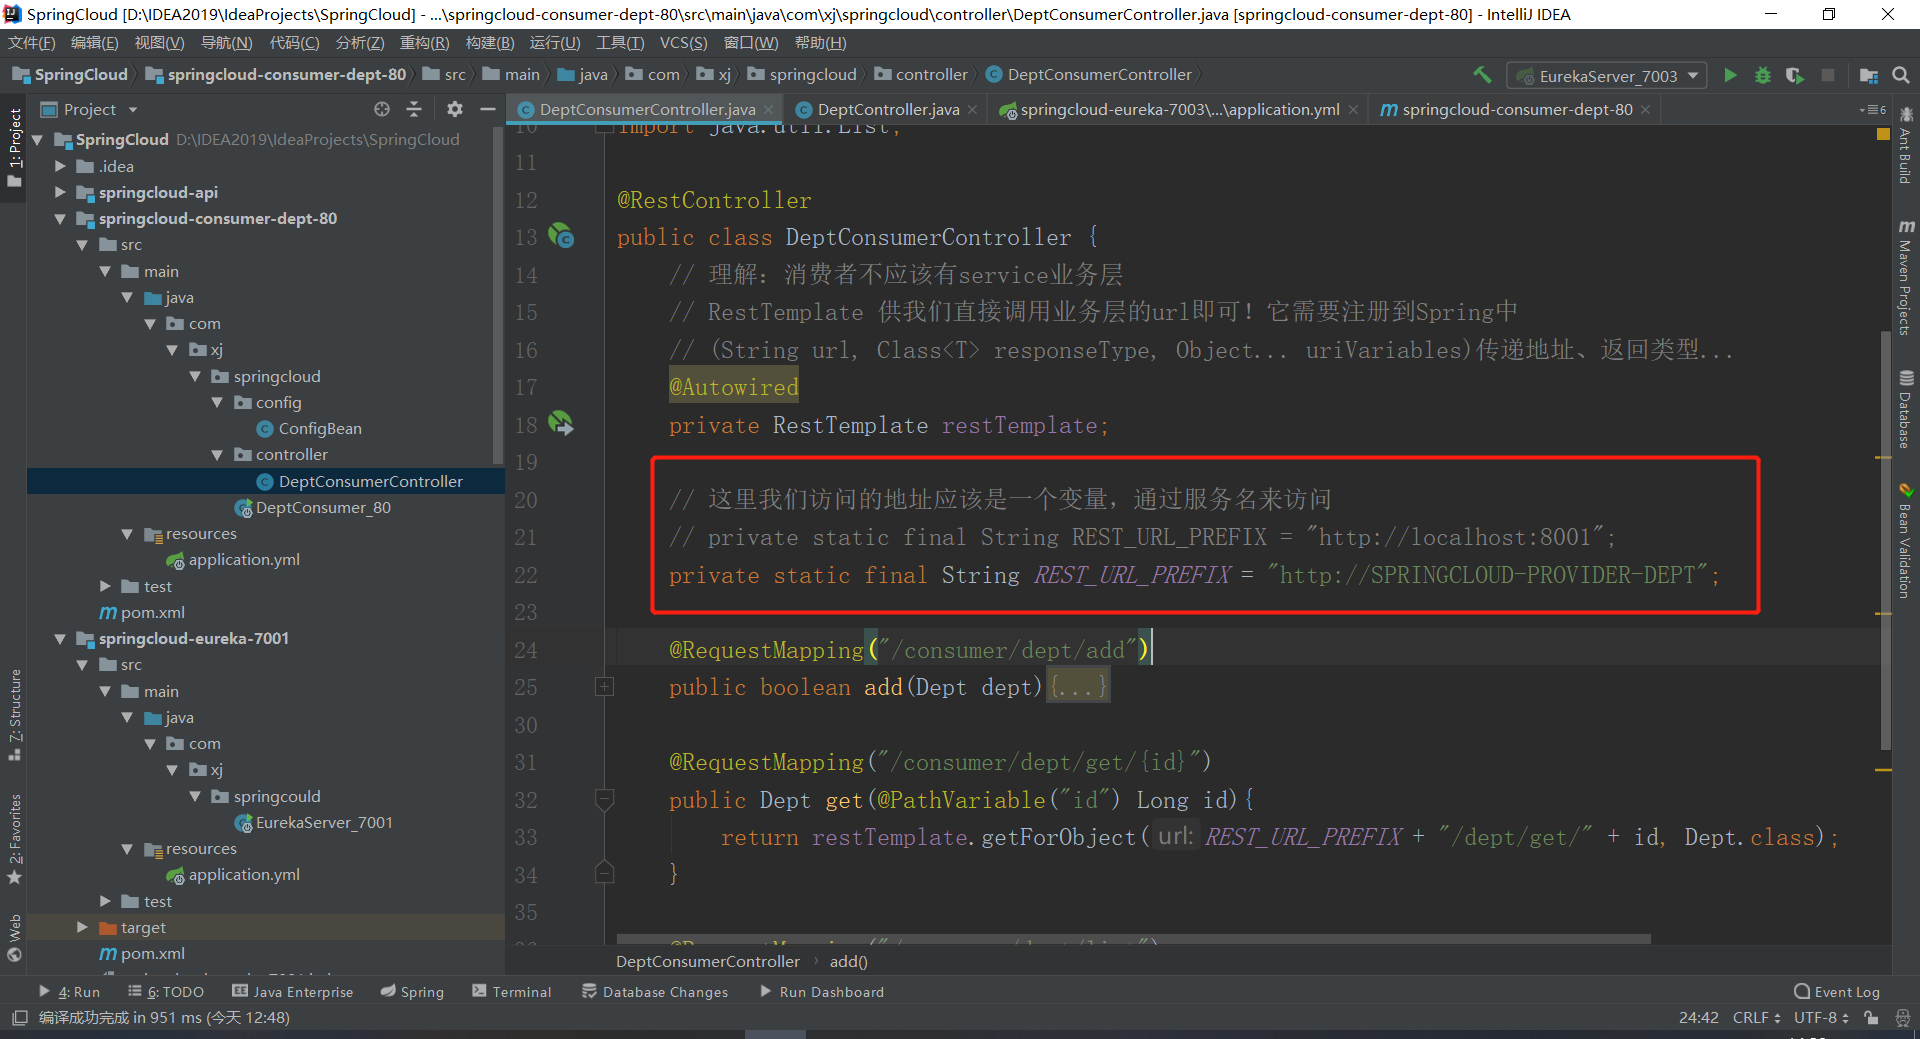 SpringCloud [D:\IDEA2019\IdeaProjects\SpringCloud] - ...\springcloud-consumer-dept-80\src\main\java\com\xj\springcloud\controller\DeptConsumerController.java [springcloud-consumer-dept-80] - IntelliJ IDEA
文件(F) 编辑(E) 视图(V) 导航(N) 代码(C) 分析(Z) 重构(R) 构建(B) 运行(U) 工具(T) VCS(S) 窗口(W) 帮助(H)
SpringCloud springcloud-consumer-dept-80 src main java com xj springcloud controller DeptConsumerController EurekaServer_7003
Project
DeptConsumerController.java DeptController.java springcloud-eureka-7003\...\application.yml springcloud-consumer-dept-80 6
1: Project
Z: Structure
2: Favorites
Web
SpringCloud D:\IDEA2019\IdeaProjects\SpringCloud
.idea
springcloud-api
springcloud-consumer-dept-80
src
main
java
com
xj
springcloud
config
ConfigBean
controller
DeptConsumerController
DeptConsumer_80
resources
application.yml
test
pom.xml
springcloud-eureka-7001
src
main
java
com
xj
springcould
EurekaServer_7001
resources
application.yml
test
target
pom.xml
10 import java.util.List;
11
12 @RestController
13 public class DeptConsumerController {
14 // 理解：消费者不应该有service业务层
15 // RestTemplate 供我们直接调用业务层的url即可！它需要注册到Spring中
16 // (String url, Class<T> responseType, Object... uriVariables)传递地址、返回类型...
17 @Autowired
18 private RestTemplate restTemplate;
19
20 // 这里我们访问的地址应该是一个变量，通过服务名来访问
21 // private static final String REST_URL_PREFIX = "http://localhost:8001";
22 private static final String REST_URL_PREFIX = "http://SPRINGCLOUD-PROVIDER-DEPT";
23
24 @RequestMapping("/consumer/dept/add")
25 public boolean add(Dept dept){...}
30
31 @RequestMapping("/consumer/dept/get/{id}")
32 public Dept get(@PathVariable("id") Long id){
33 return restTemplate.getForObject( url: REST_URL_PREFIX + "/dept/get/" + id, Dept.class);
34 }
35
DeptConsumerController add()
Ant Build
Maven Projects
Database
Bean Validation
4: Run 6: TODO Java Enterprise Spring Terminal Database Changes Run Dashboard Event Log
编译成功完成 in 951 ms (今天 12:48) 24:42 CRLF UTF-8